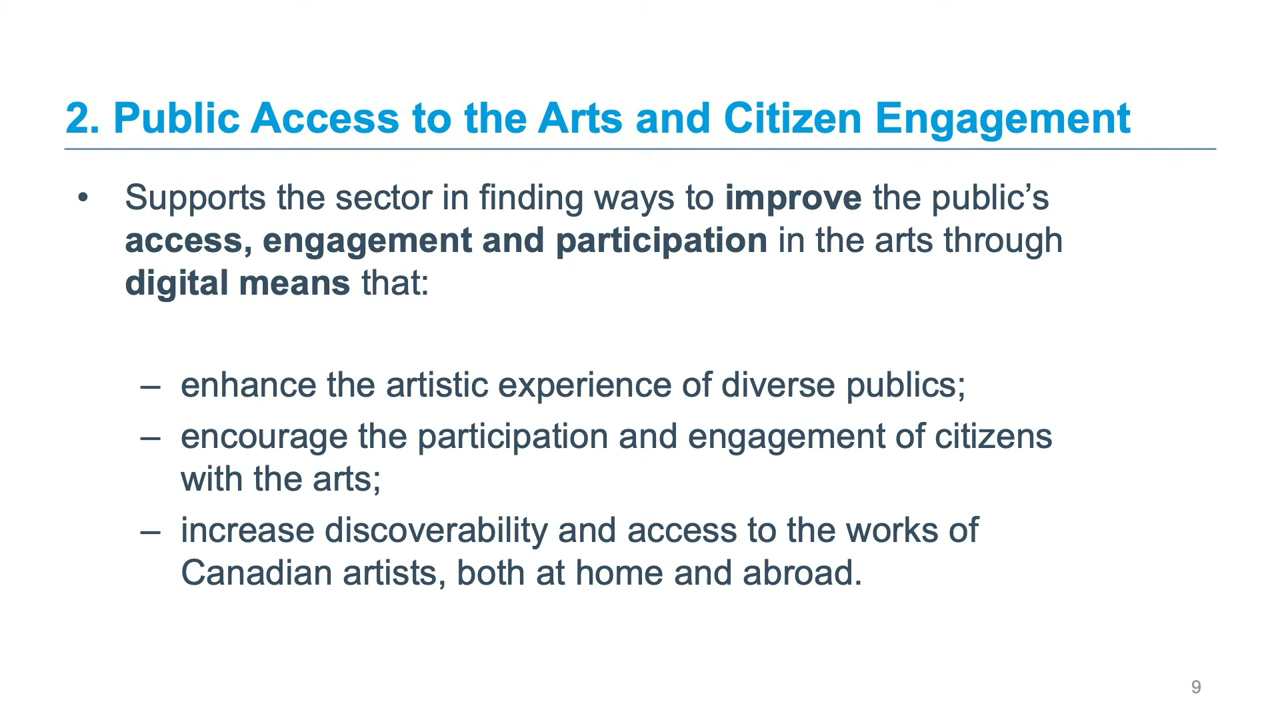 2. Public Access to the Arts and Citizen Engagement
• Supports the sector in finding ways to improve the public’s
access, engagement and participation in the arts through
digital means that:
– enhance the artistic experience of diverse publics;
– encourage the participation and engagement of citizens
with the arts;
– increase discoverability and access to the works of
Canadian artists, both at home and abroad.
9